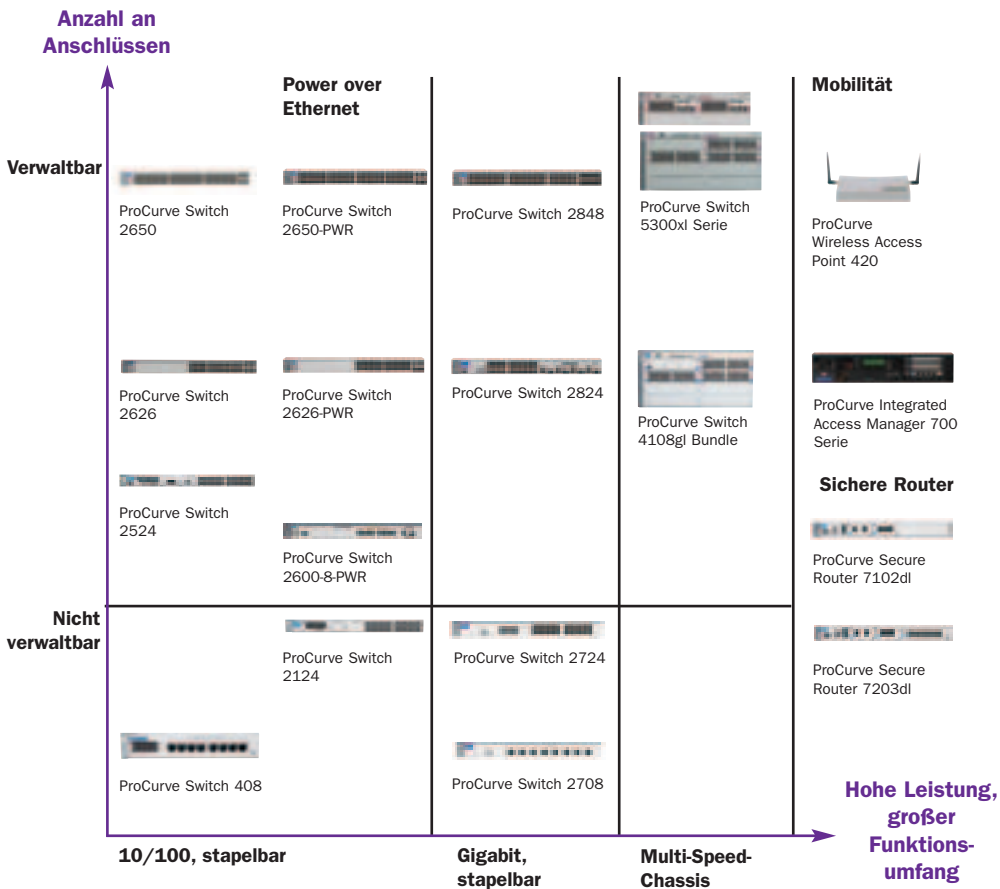 Anzahl an
Anschlüssen
Power over
Ethernet
Mobilität
Verwaltbar
ProCurve Switch
2650
ProCurve Switch
2650-PWR
ProCurve Switch 2848
ProCurve Switch
5300xl Serie
ProCurve
Wireless Access
Point 420
ProCurve Switch
2626
ProCurve Switch
2626-PWR
ProCurve Switch 2824
ProCurve Switch
4108gl Bundle
ProCurve Integrated
Access Manager 700
Serie
Sichere Router
ProCurve Switch
2524
ProCurve Switch
2600-8-PWR
ProCurve Secure
Router 7102dl
Nicht
verwaltbar
ProCurve Switch
2124
ProCurve Switch 2724
ProCurve Secure
Router 7203dl
ProCurve Switch 408
ProCurve Switch 2708
Hohe Leistung,
großer
Funktions-
umfang
10/100, stapelbar
Gigabit,
stapelbar
Multi-Speed-
Chassis